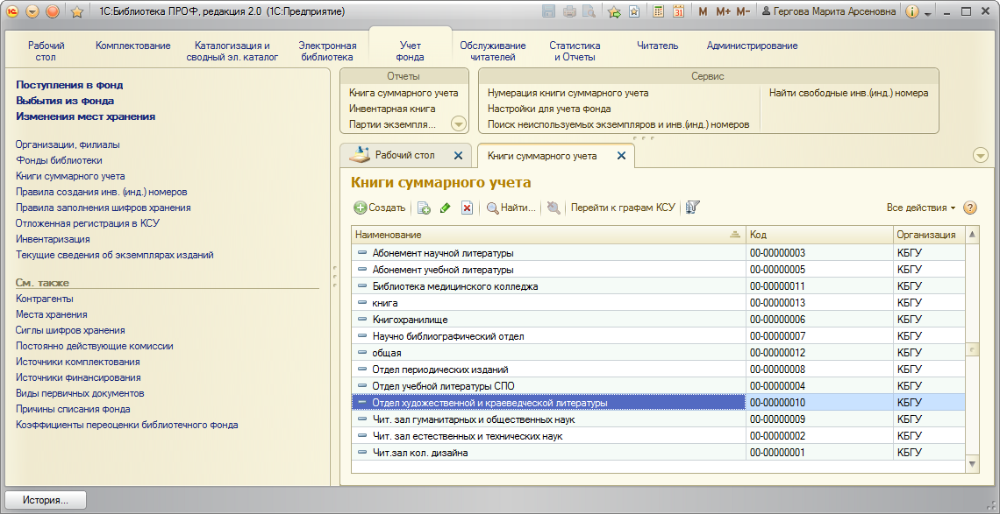 1С:Библиотека ПРОФ, редакция 2.0 (1С:Предприятие)
31
M M+ M-
Гергова Марита Арсеновна
Рабочий стол
Комплектование
Каталогизация и сводный эл. каталог
Электронная библиотека
Учет фонда
Обслуживание читателей
Статистика и Отчеты
Читатель
Администрирование
Поступления в фонд
Выбытия из фонда
Изменения мест хранения
Организации, филиалы
Фонды библиотеки
Книги суммарного учета
Правила создания инв. (инд.) номеров
Правила заполнения шифров хранения
Отложенная регистрация в КСУ
Инвентаризация
Текущие сведения об экземплярах изданий
См. также
Контрагенты
Места хранения
Сиглы шифров хранения
Постоянно действующие комиссии
Источники комплектования
Источники финансирования
Виды первичных документов
Причины списания фонда
Коэффициенты переоценки библиотечного фонда
Отчеты
Книга суммарного учета
Инвентарная книга
Партии экземпля...
Сервис
Нумерация книги суммарного учета
Настройки для учета фонда
Поиск неиспользуемых экземпляров и инв.(инд.) номеров
Найти свободные инв.(инд.) номера
Рабочий стол
Книги суммарного учета
Книги суммарного учета
Создать
Найти...
Перейти к графам КСУ
Все действия
?
Наименование Код Организация
Абонемент научной литературы 00-00000003 КБГУ
Абонемент учебной литературы 00-00000005 КБГУ
Библиотека медицинского колледжа 00-00000011 КБГУ
книга 00-00000013 КБГУ
Книгохранилище 00-00000006 КБГУ
Научно библиографический отдел 00-00000007 КБГУ
общая 00-00000012 КБГУ
Отдел периодических изданий 00-00000008 КБГУ
Отдел учебной литературы СПО 00-00000004 КБГУ
Отдел художественной и краеведческой литературы 00-00000010 КБГУ
Чит. зал гуманитарных и общественных наук 00-00000009 КБГУ
Чит. зал естественных и технических наук 00-00000002 КБГУ
Чит.зал кол. дизайна 00-00000001 КБГУ
История...